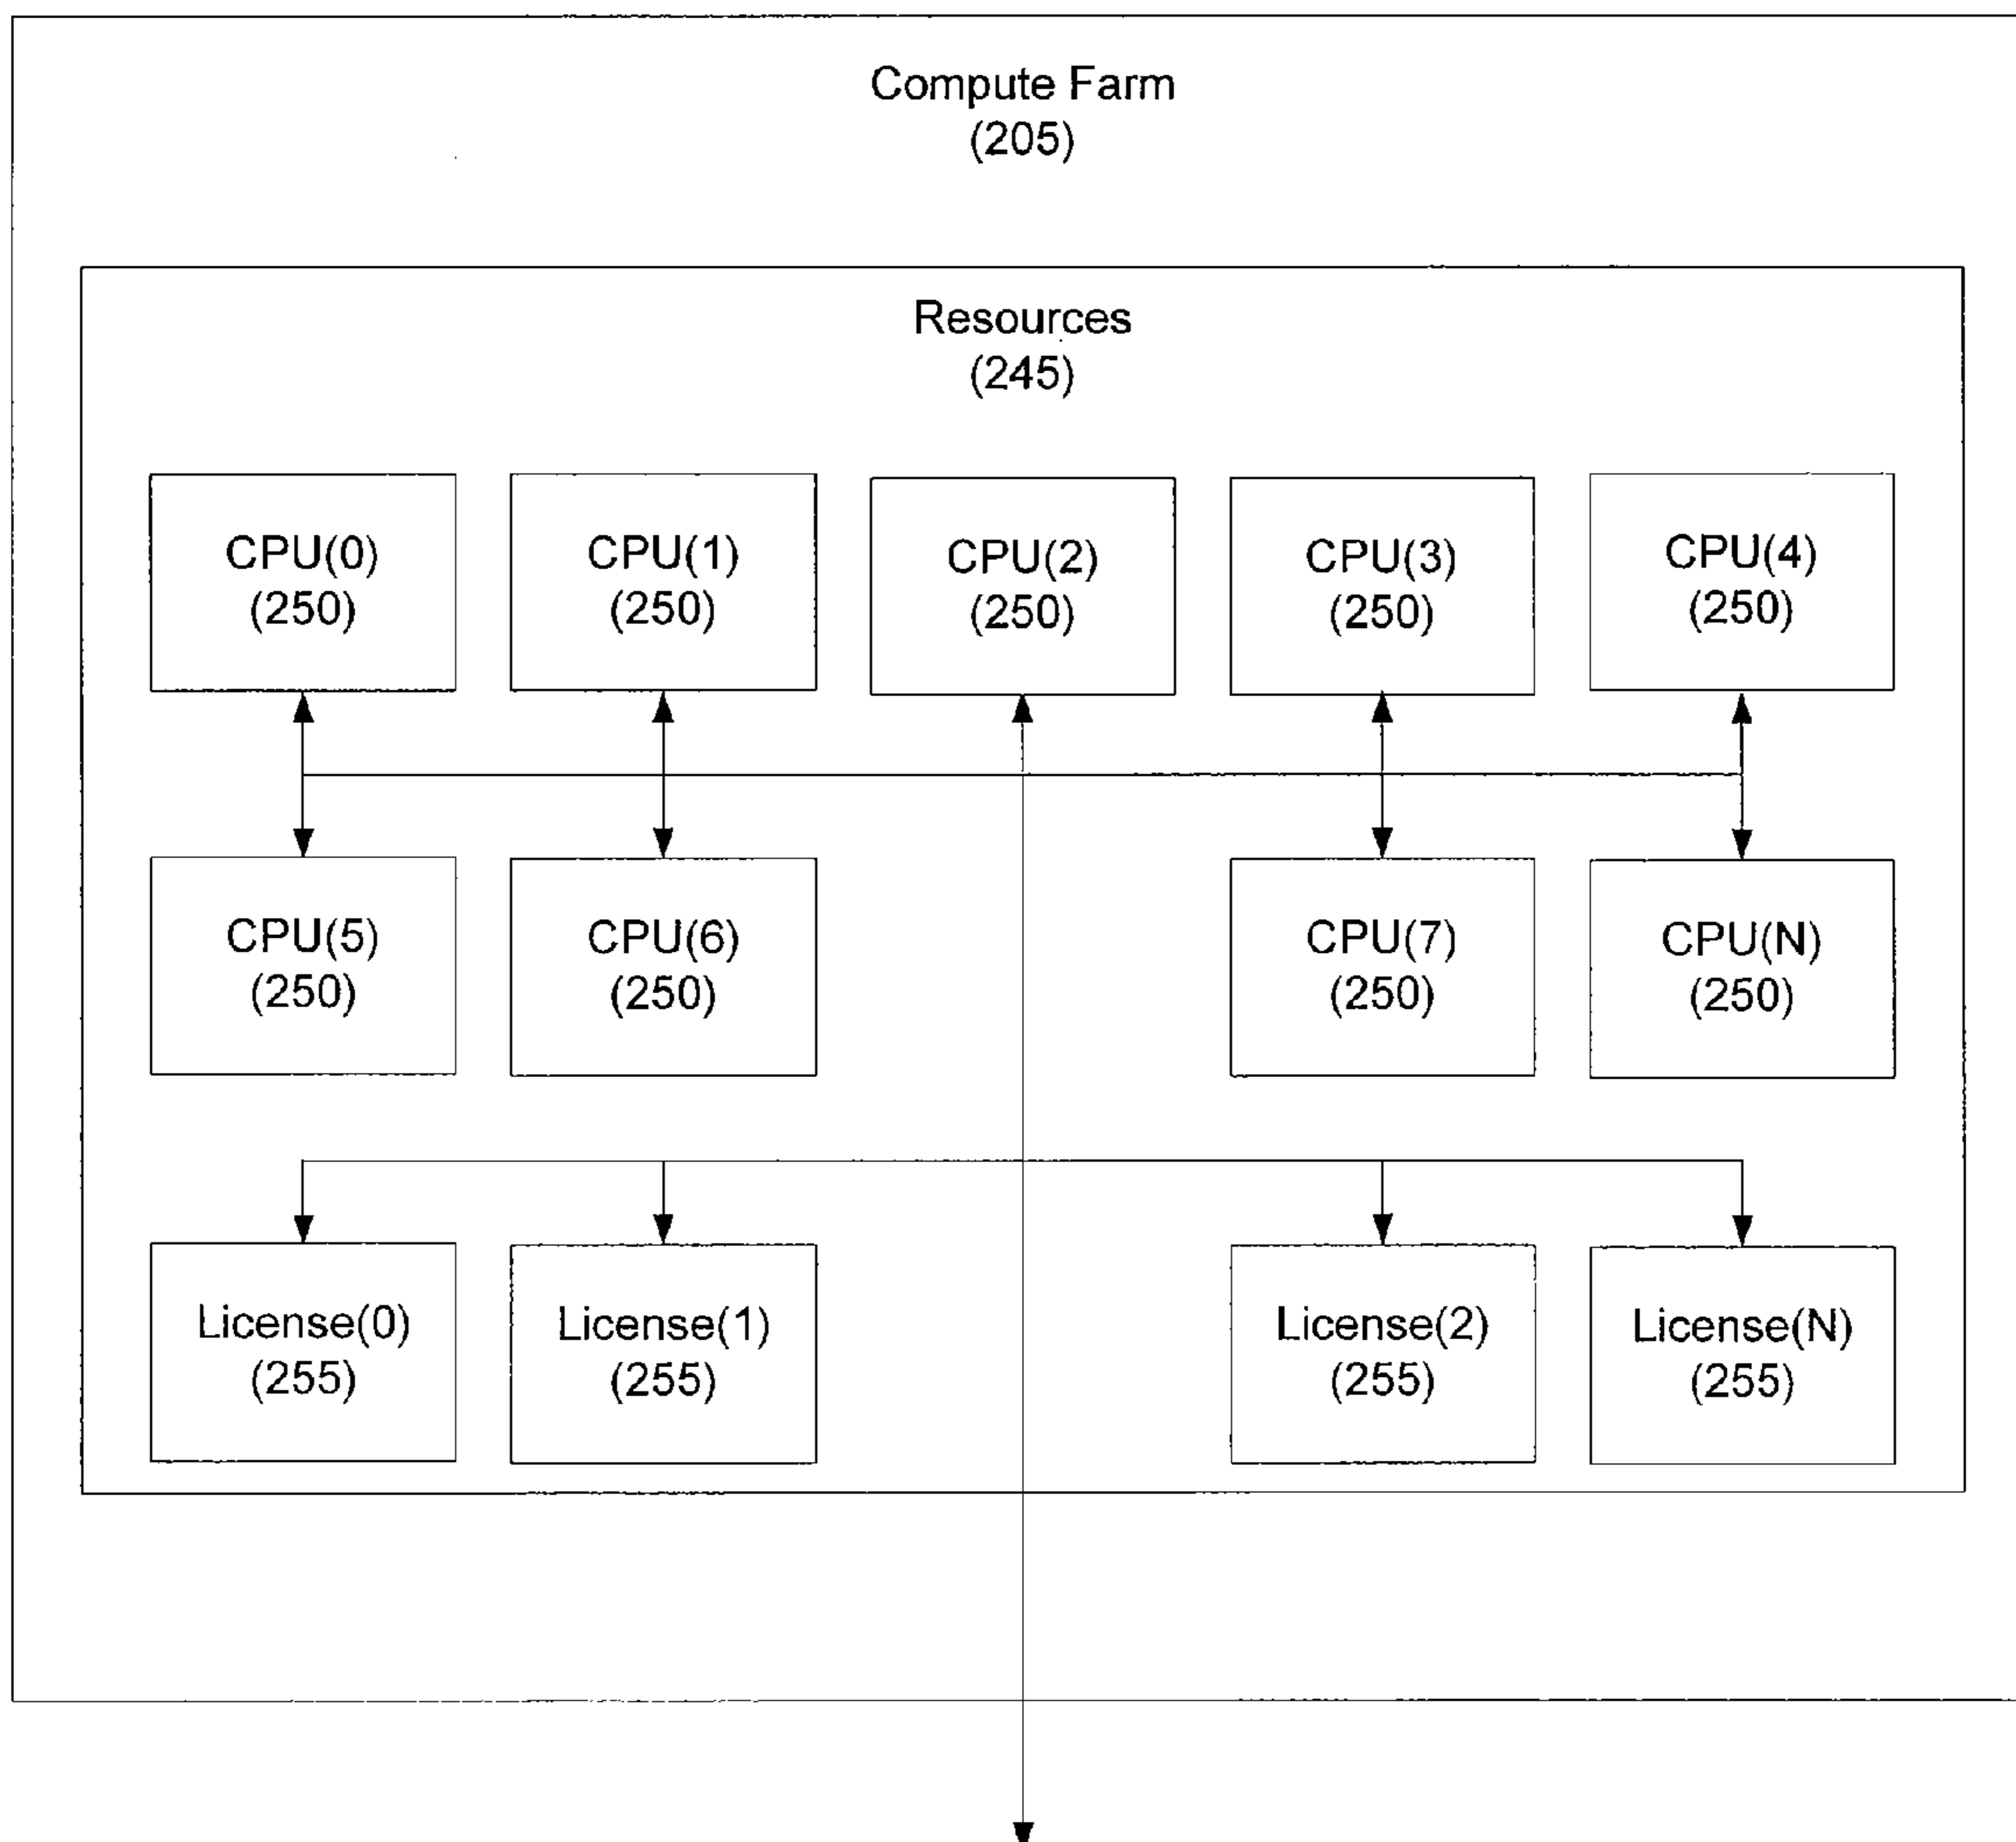 Compute Farm
(205)
Resources
(245)
CPU(0)
(250)
CPU(1)
(250)
CPU(2)
(250)
CPU(3)
(250)
CPU(4)
(250)
CPU(5)
(250)
CPU(6)
(250)
CPU(7)
(250)
CPU(N)
(250)
License(0)
(255)
License(1)
(255)
License(2)
(255)
License(N)
(255)